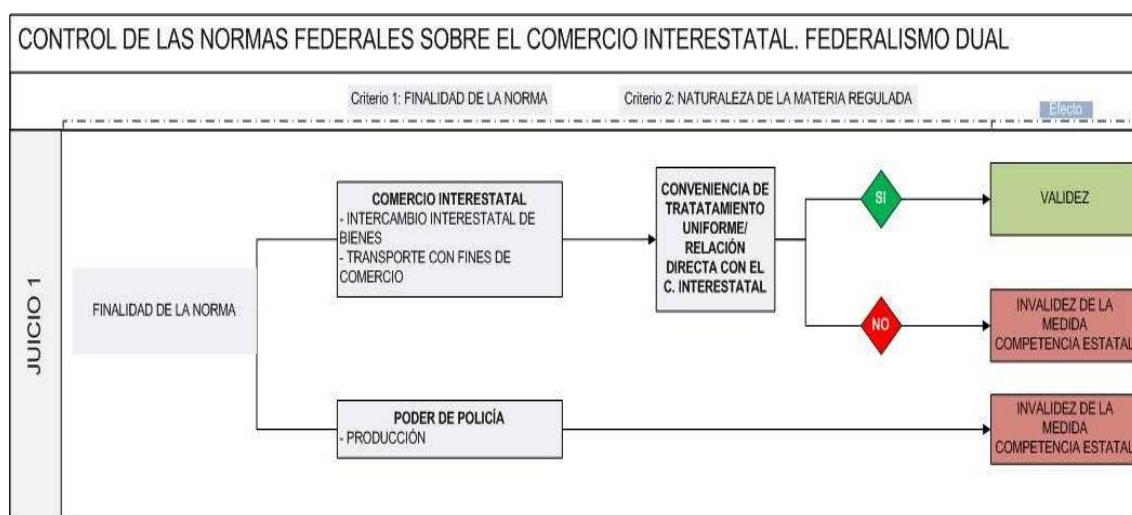 CONTROL DE LAS NORMAS FEDERALES SOBRE EL COMERCIO INTERESTATAL. FEDERALISMO DUAL
Criterio 1: FINALIDAD DE LA NORMA
Criterio 2: NATURALEZA DE LA MATERIA REGULADA
Efecto
JUICIO 1
FINALIDAD DE LA NORMA
COMERCIO INTERESTATAL
- INTERCAMBIO INTERESTATAL DE
BIENES
- TRANSPORTE CON FINES DE
COMERCIO
CONVENIENCIA DE
TRATATAMIENTO
UNIFORME/
RELACIÓN
DIRECTA CON EL
C. INTERESTATAL
SI
VALIDEZ
NO
INVALIDEZ DE LA
MEDIDA
COMPETENCIA ESTATAL
PODER DE POLICÍA
- PRODUCCIÓN
INVALIDEZ DE LA
MEDIDA
COMPETENCIA ESTATAL